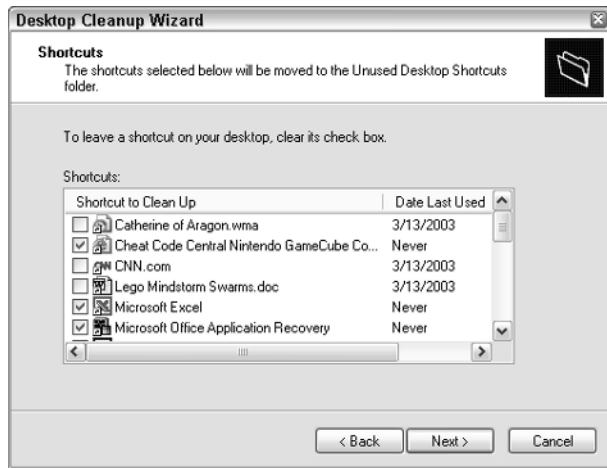 Desktop Cleanup Wizard
Shortcuts
The shortcuts selected below will be moved to the Unused Desktop Shortcuts
folder.
To leave a shortcut on your desktop, clear its check box.
Shortcuts:
Shortcut to Clean Up Date Last Used
Catherine of Aragon.wma 3/13/2003
Cheat Code Central Nintendo GameCube Co... Never
CNN.com 3/13/2003
Lego Mindstorm Swarms.doc 3/13/2003
Microsoft Excel Never
Microsoft Office Application Recovery Never
< Back Next > Cancel